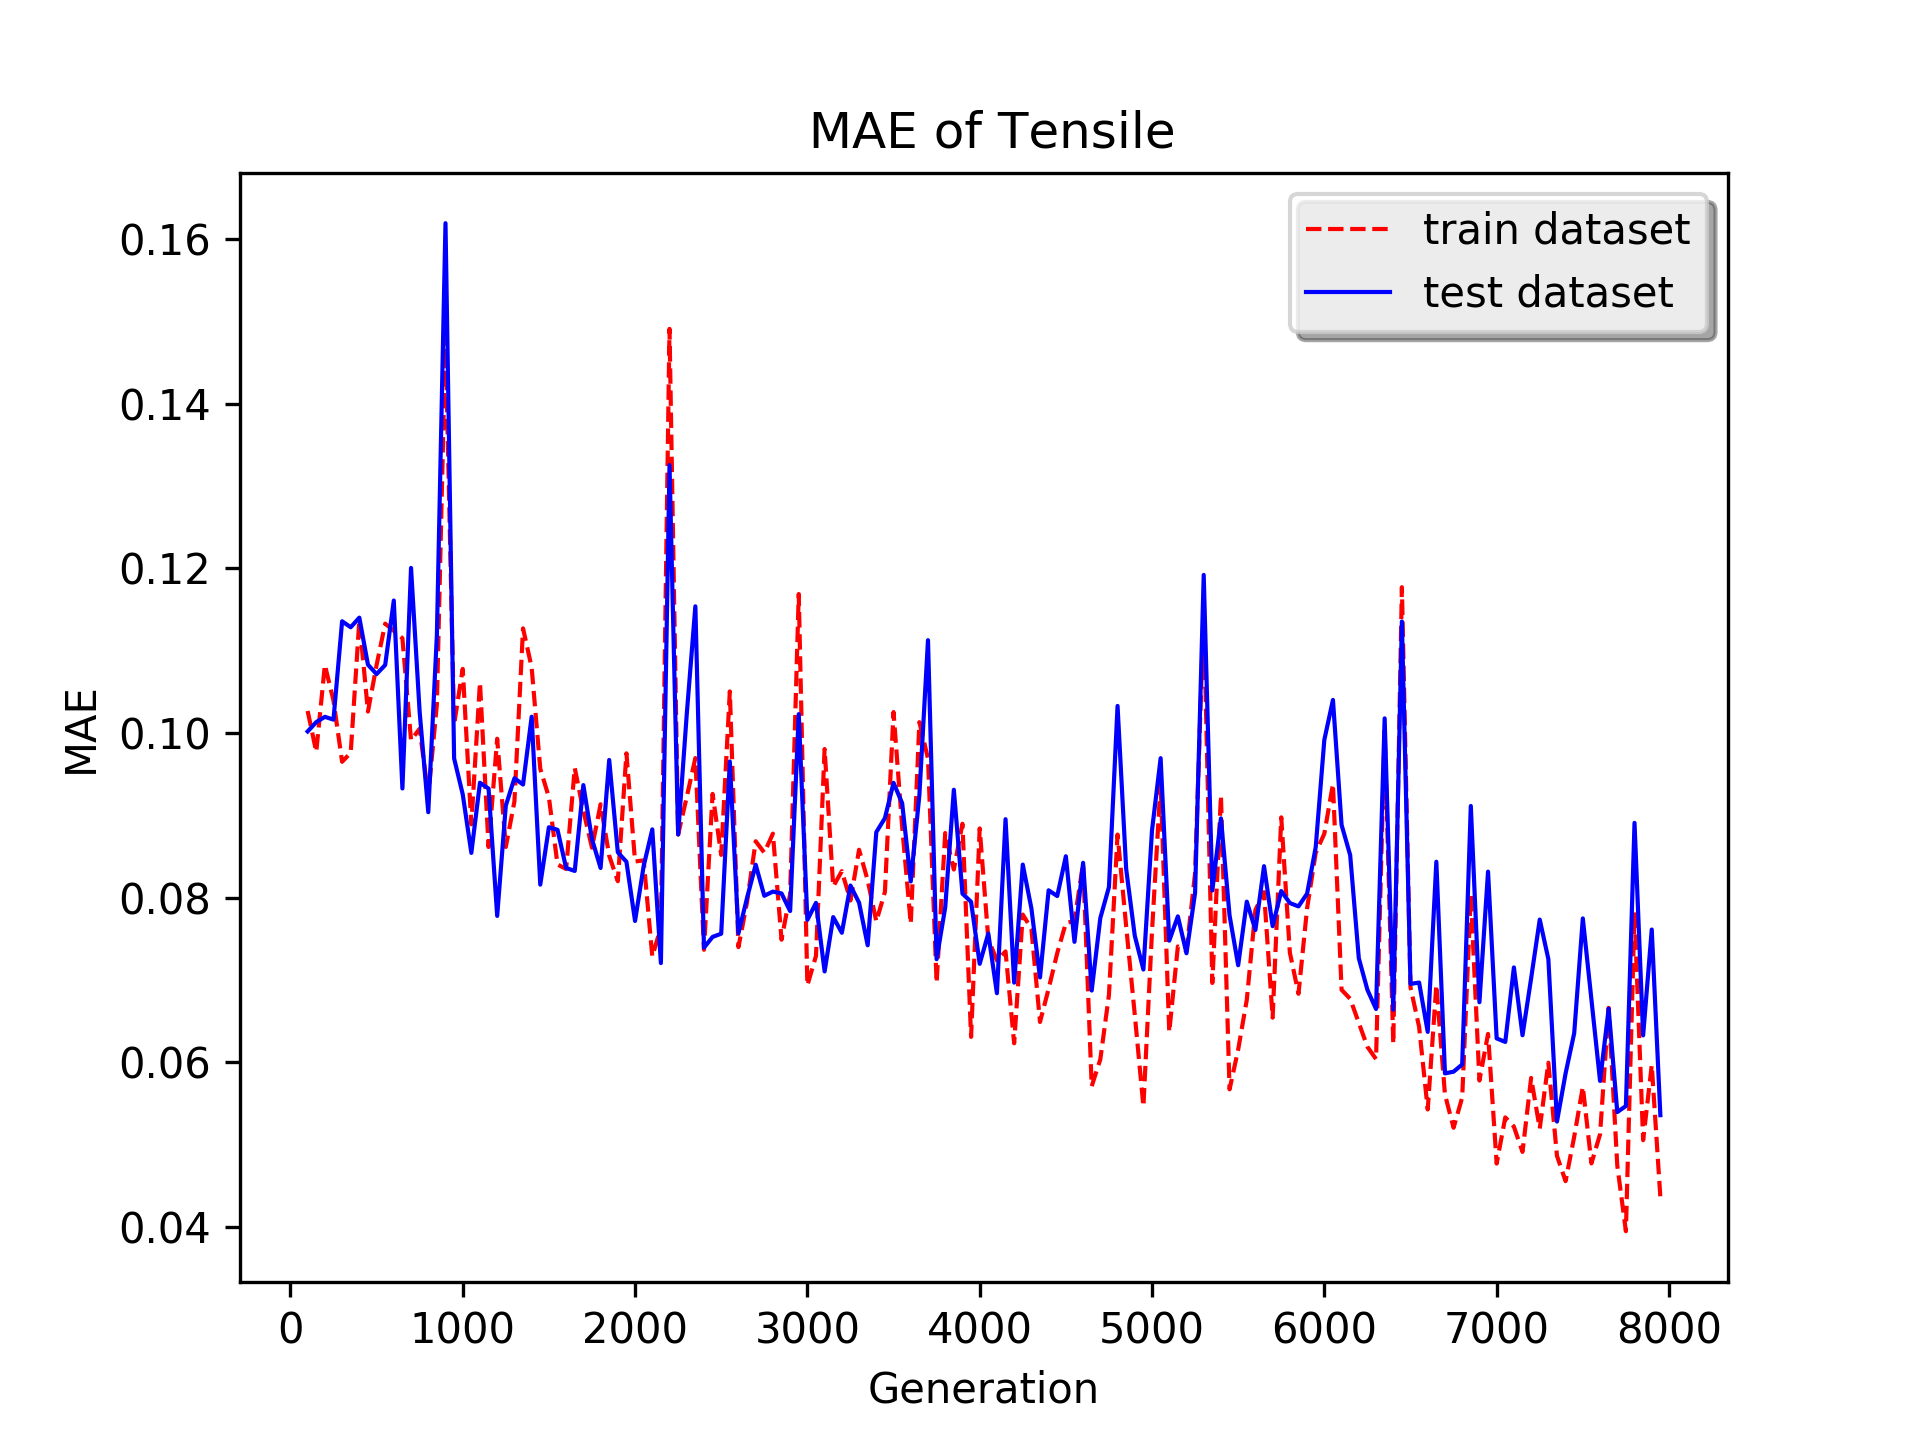 MAE of Tensile
train dataset
test dataset
MAE
0.16
0.14
0.12
0.10
0.08
0.06
0.04
0 1000 2000 3000 4000 5000 6000 7000 8000
Generation